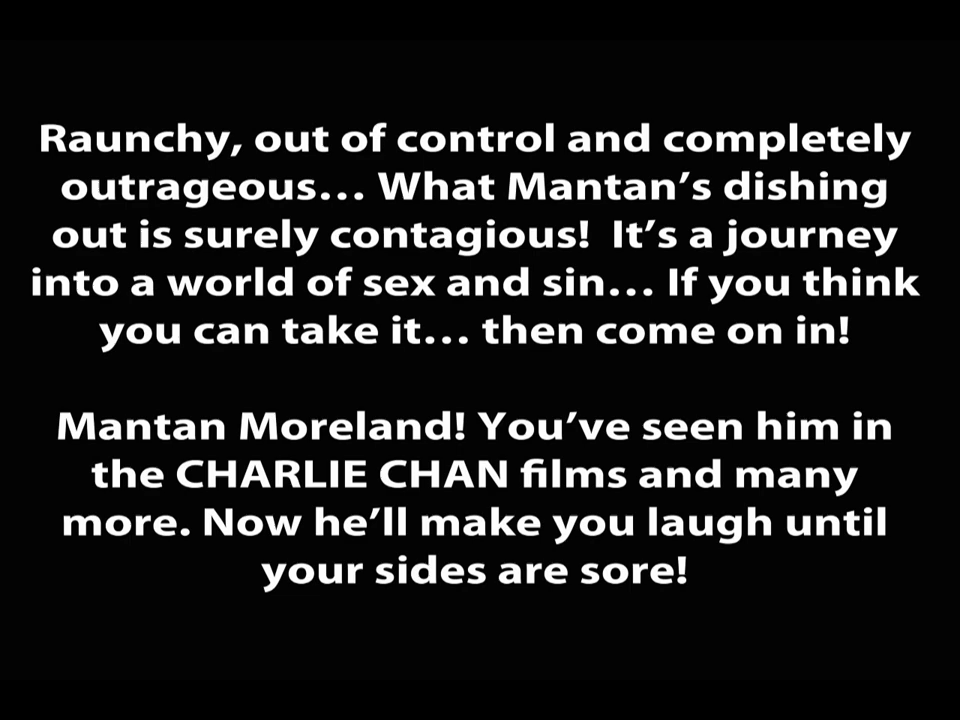 Raunchy, out of control and completely
outrageous... What Mantan’s dishing
out is surely contagious!  It’s a journey
into a world of sex and sin... If you think
you can take it... then come on in!
Mantan Moreland! You’ve seen him in
the CHARLIE CHAN films and many
more. Now he’ll make you laugh until
your sides are sore!